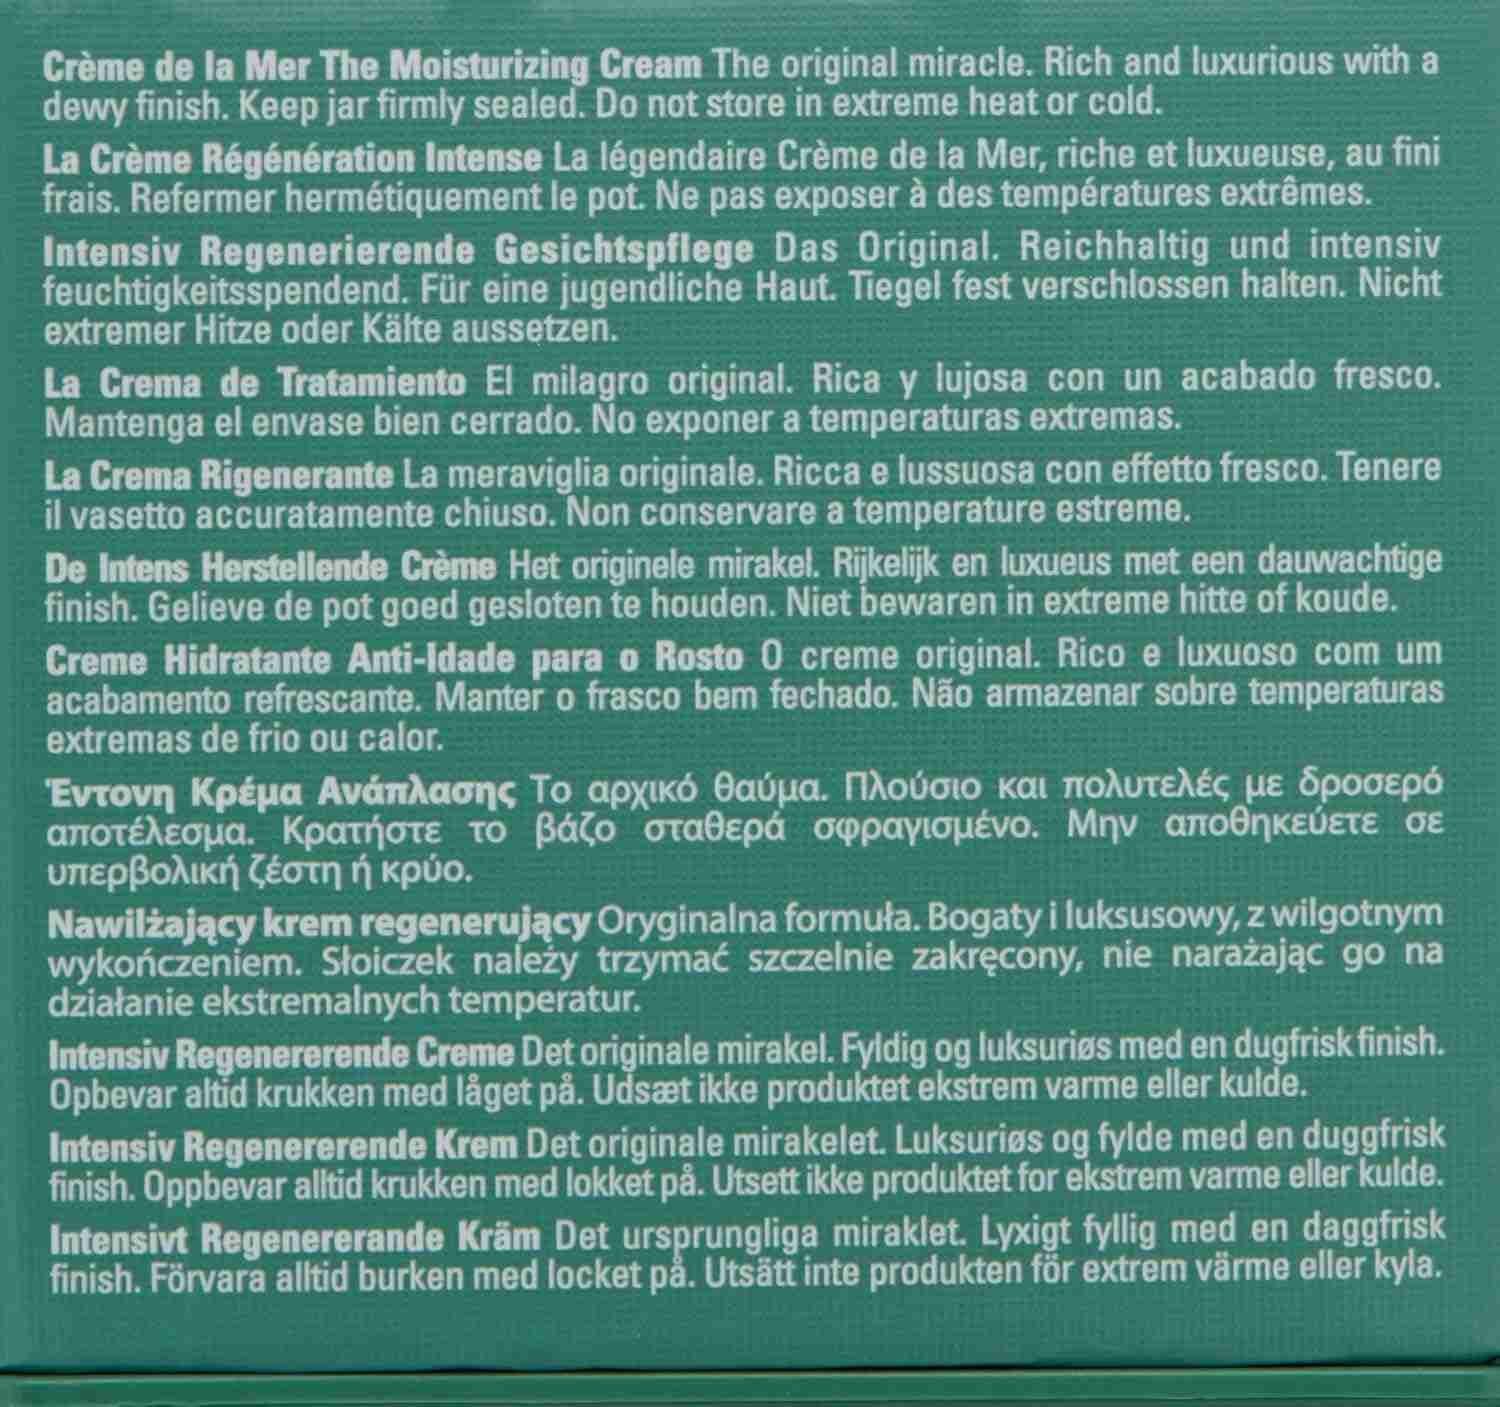 Crème de la Mer The Moisturizing Cream The original miracle. Rich and luxurious with a
dewy finish. Keep jar firmly sealed. Do not store in extreme heat or cold.
La Crème Régénération Intense La légendaire Crème de la Mer, riche et luxueuse, au fini
frais. Refermer hermétiquement le pot. Ne pas exposer à des températures extrêmes.
Intensiv Regenerierende Gesichtspflege Das Original. Reichhaltig und intensiv
feuchtigkeitsspendend. Für eine jugendliche Haut. Tiegel fest verschlossen halten. Nicht
extremer Hitze oder Kälte aussetzen.
La Crema de Tratamiento El milagro original. Rica y lujosa con un acabado fresco.
Mantenga el envase bien cerrado. No exponer a temperaturas extremas.
La Crema Rigenerante La meraviglia originale. Ricca e lussuosa con effetto fresco. Tenere
il vasetto accuratamente chiuso. Non conservare a temperature estreme.
De Intens Herstellende Crème Het originele mirakel. Rijkelijk en luxueus met een dauwachtige
finish. Gelieve de pot goed gesloten te houden. Niet bewaren in extreme hitte of koude.
Creme Hidratante Anti-Idade para o Rosto O creme original. Rico e luxuoso com um
acabamento refrescante. Manter o frasco bem fechado. Não armazenar sobre temperaturas
extremas de frio ou calor.
Έντονη Κρέμα Ανάπλασης Το αρχικό θαύμα. Πλούσιο και πολυτελές με δροσερό
αποτέλεσμα. Κρατήστε το βάζο σταθερά σφραγισμένο. Μην αποθηκεύετε σε
υπερβολική ζέστη ή κρύο.
Nawilżający krem regenerujący Oryginalna formuła. Bogaty i luksusowy, z wilgotnym
wykończeniem. Słoiczek należy trzymać szczelnie zakręcony, nie narażając go na
działanie ekstremalnych temperatur.
Intensiv Regenererende Creme Det originale mirakel. Fyldig og luksuriøs med en dugfrisk finish.
Opbevar altid krukken med låget på. Udsæt ikke produktet ekstrem varme eller kulde.
Intensiv Regenererende Krem Det originale mirakelet. Luksuriøs og fylde med en duggfrisk
finish. Oppbevar alltid krukken med lokket på. Utsett ikke produktet for ekstrem varme eller kulde.
Intensivt Regenererande Kräm Det ursprungliga miraklet. Lyxigt fyllig med en daggfrisk
finish. Förvara alltid burken med locket på. Utsätt inte produkten för extrem värme eller kyla.